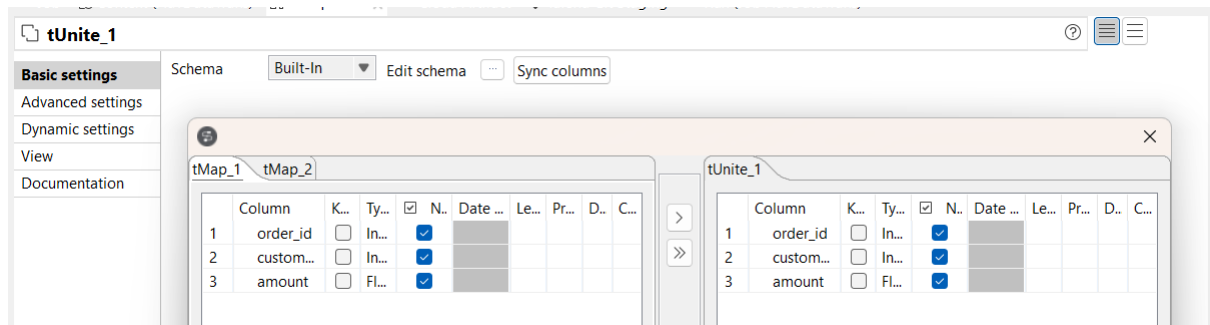 tUnite_1
Basic settings
Advanced settings
Dynamic settings
View
Documentation
Schema Built-In Edit schema ... Sync columns
tMap_1 tMap_2
Column K... Ty... N.. Date ... Le... Pr... D.. C...
1 order_id In...
2 custom... In...
3 amount Fl...
tUnite_1
Column K... Ty... N.. Date ... Le... Pr... D.. C...
1 order_id In...
2 custom... In...
3 amount Fl...